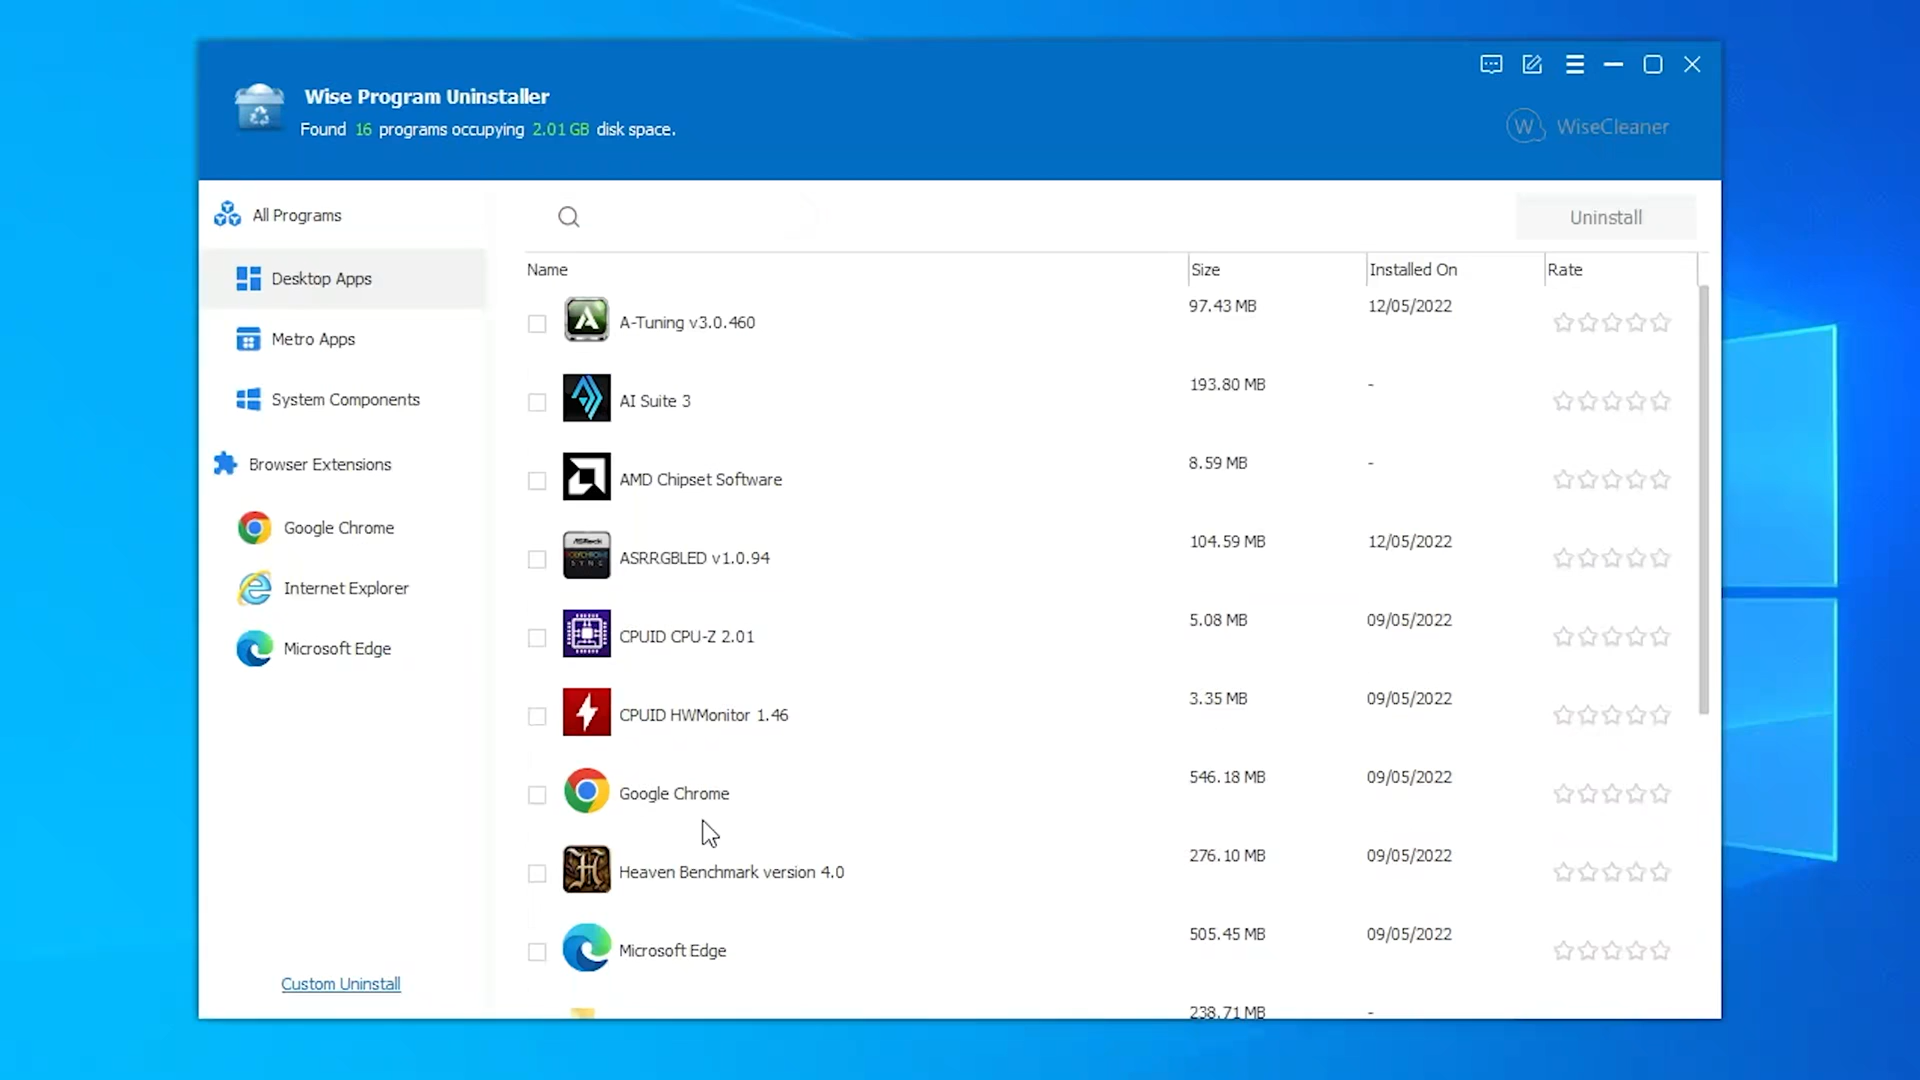 Wise Program Uninstaller
Found 16 programs occupying 2.01 GB disk space.
W WiseCleaner
All Programs
Uninstall
Desktop Apps
Name Size Installed On Rate
A-Tuning v3.0.460 97.43 MB 12/05/2022
Metro Apps
AI Suite 3 193.80 MB -
System Components
AMD Chipset Software 8.59 MB -
Browser Extensions
ASRRGBLED v1.0.94 104.59 MB 12/05/2022
Google Chrome
Internet Explorer
CPUID CPU-Z 2.01 5.08 MB 09/05/2022
Microsoft Edge
CPUID HWMonitor 1.46 3.35 MB 09/05/2022
Google Chrome 546.18 MB 09/05/2022
Heaven Benchmark version 4.0 276.10 MB 09/05/2022
Microsoft Edge 505.45 MB 09/05/2022
Custom Uninstall
238.71 MB -